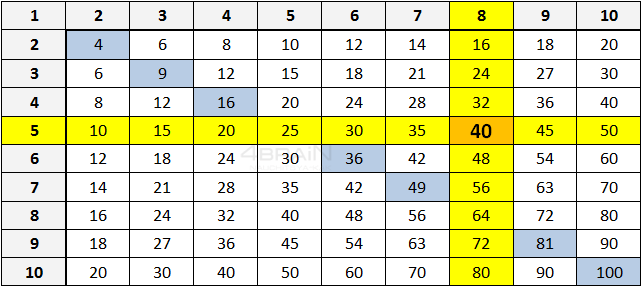 1 2 3 4 5 6 7 8 9 10
2 4 6 8 10 12 14 16 18 20
3 6 9 12 15 18 21 24 27 30
4 8 12 16 20 24 28 32 36 40
5 10 15 20 25 30 35 40 45 50
6 12 18 24 30 36 42 48 54 60
7 14 21 28 35 42 49 56 63 70
8 16 24 32 40 48 56 64 72 80
9 18 27 36 45 54 63 72 81 90
10 20 30 40 50 60 70 80 90 100
4BRAIN